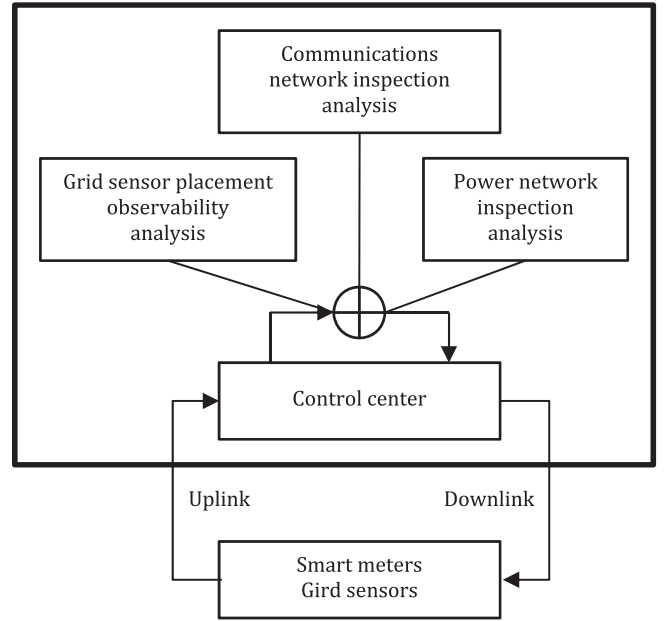 Communications
network inspection
analysis
Grid sensor placement
observability
analysis
Power network
inspection
analysis
Control center
Uplink
Downlink
Smart meters
Gird sensors